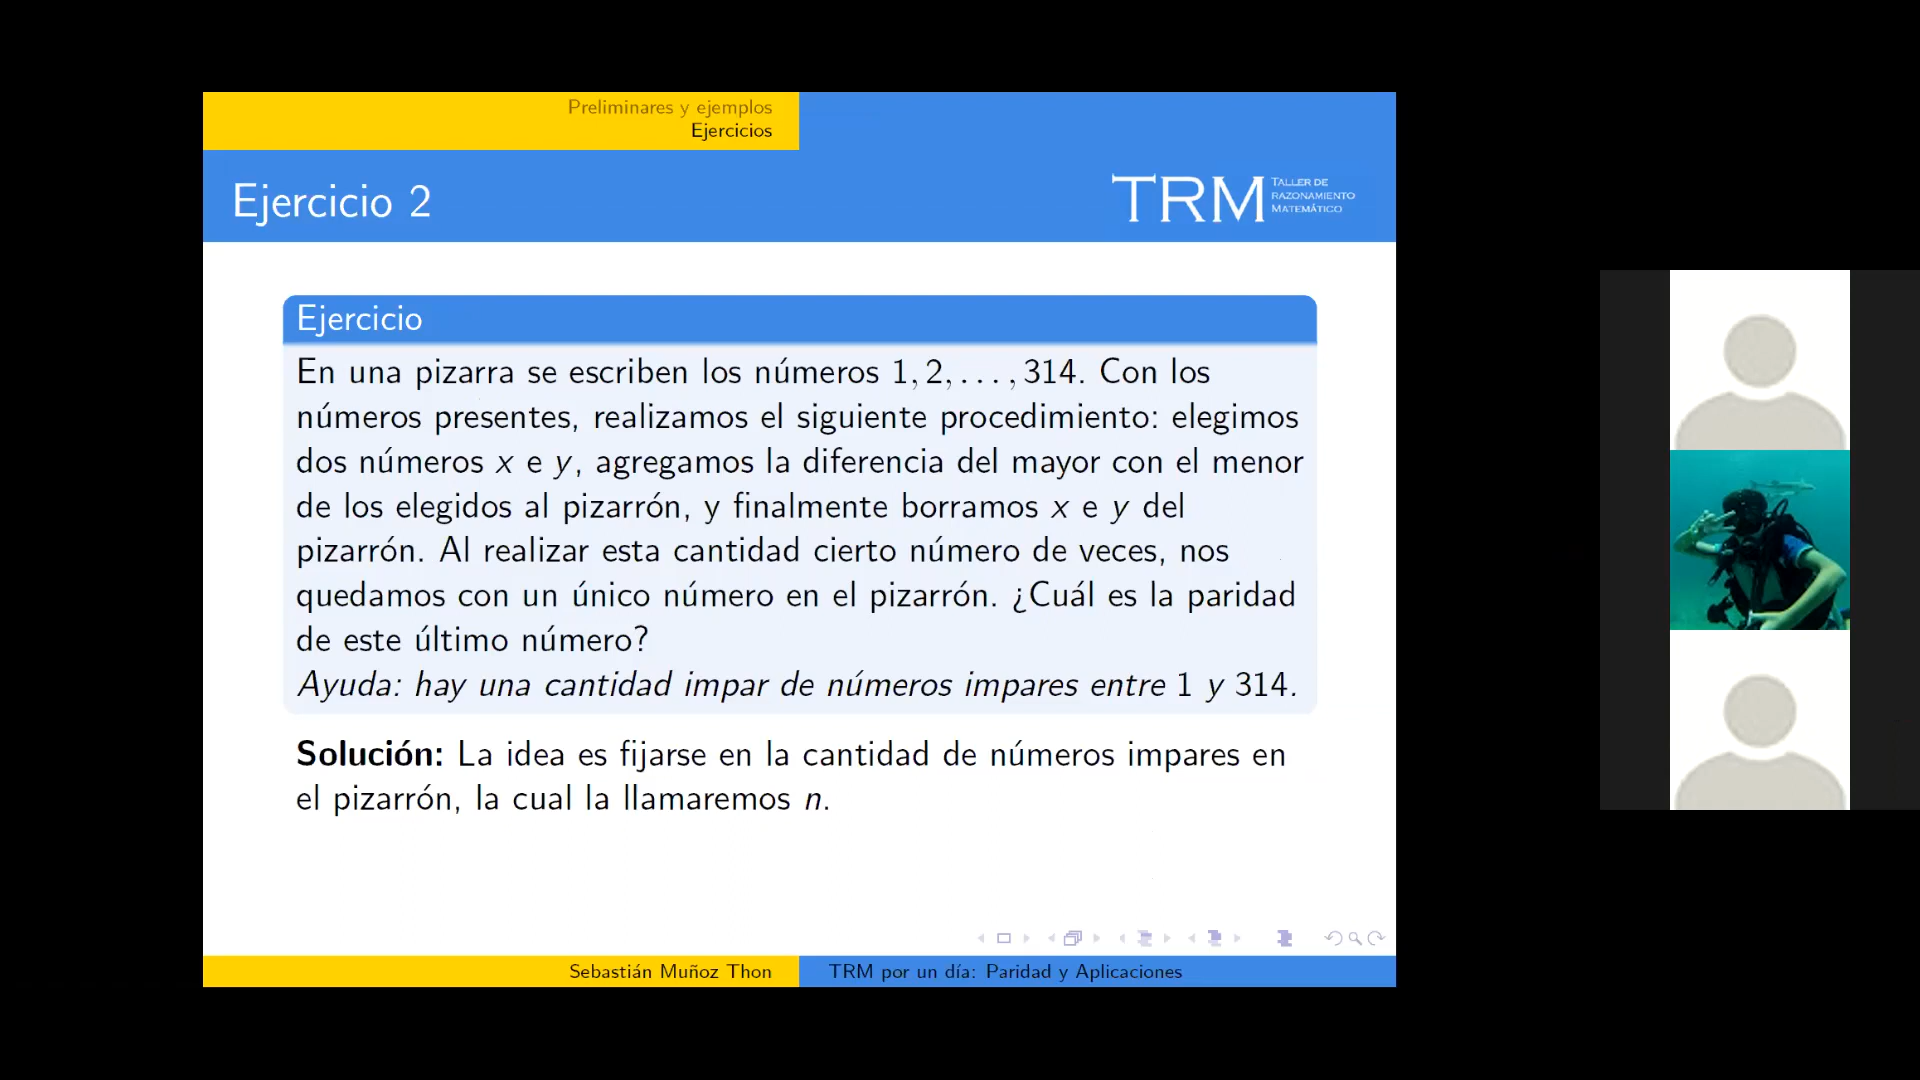 Preliminares y ejemplos
Ejercicios
Ejercicio 2
TRM
TALLER DE
RAZONAMIENTO
MATEMÁTICO
Ejercicio
En una pizarra se escriben los números 1, 2, . . . , 314. Con los
números presentes, realizamos el siguiente procedimiento: elegimos
dos números x e y, agregamos la diferencia del mayor con el menor
de los elegidos al pizarrón, y finalmente borramos x e y del
pizarrón. Al realizar esta cantidad cierto número de veces, nos
quedamos con un único número en el pizarrón. ¿Cuál es la paridad
de este último número?
Ayuda: hay una cantidad impar de números impares entre 1 y 314.
Solución: La idea es fijarse en la cantidad de números impares en
el pizarrón, la cual la llamaremos n.
Sebastián Muñoz Thon
TRM por un día: Paridad y Aplicaciones